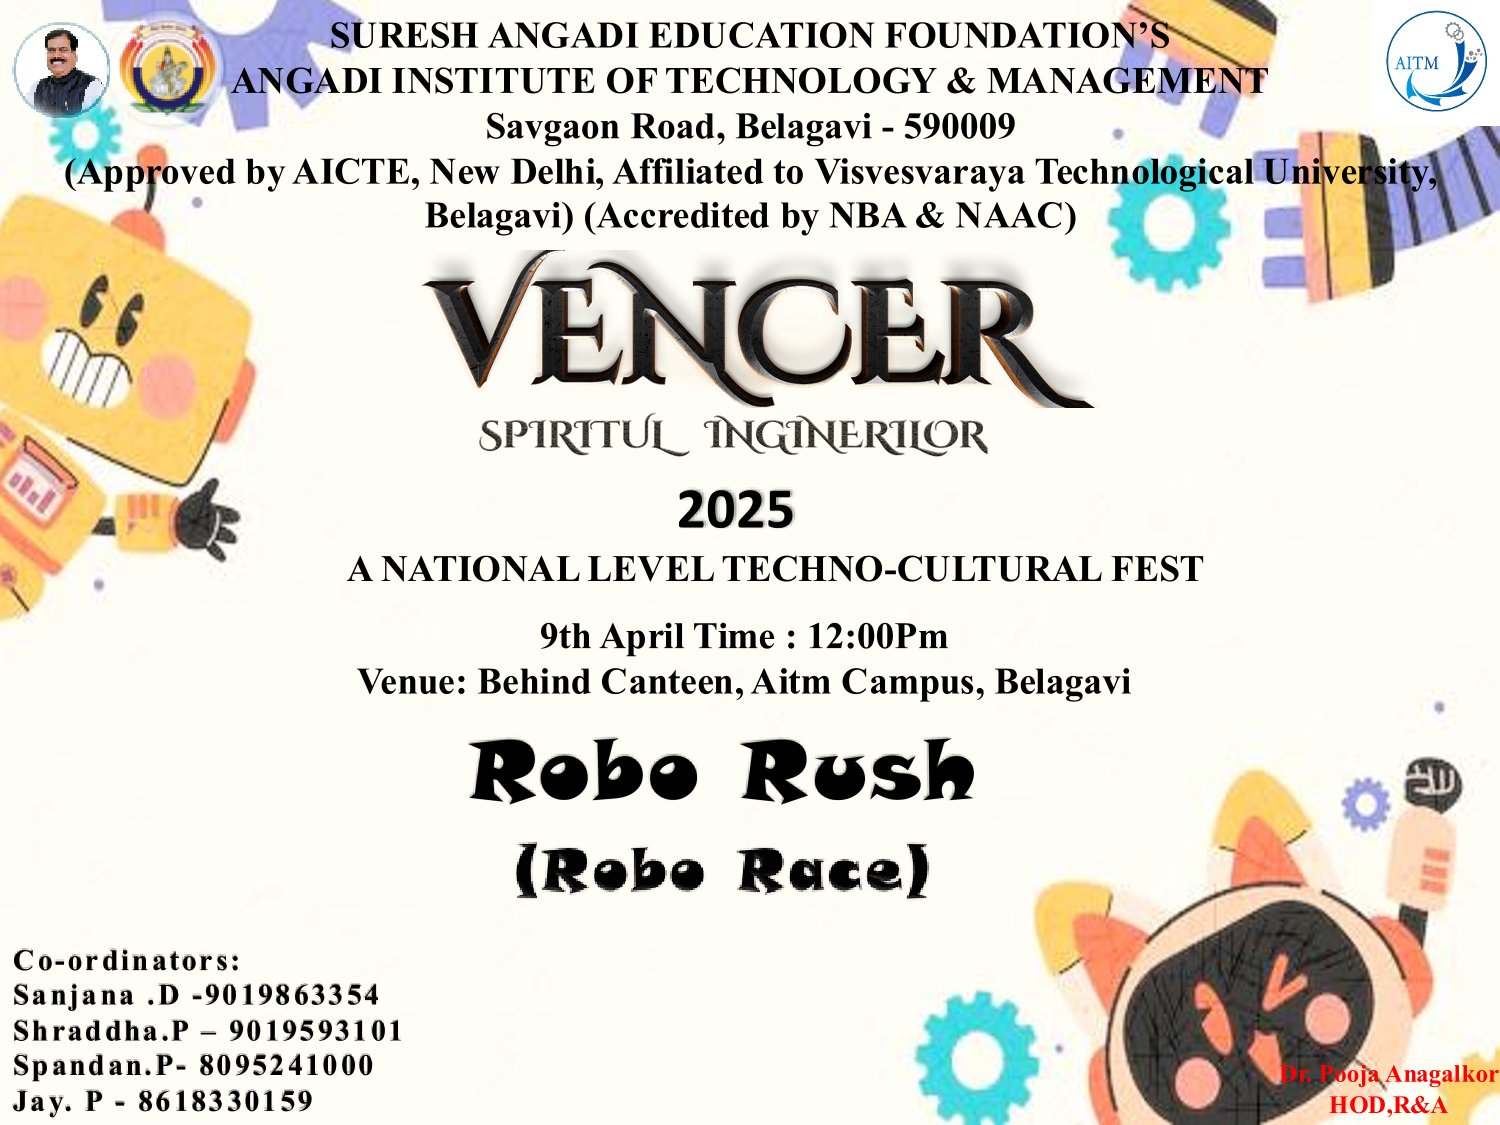 SURESH ANGADI EDUCATION FOUNDATION’S
ANGADI INSTITUTE OF TECHNOLOGY & MANAGEMENT
Savgaon Road, Belagavi - 590009
(Approved by AICTE, New Delhi, Affiliated to Visvesvaraya Technological University,
Belagavi) (Accredited by NBA & NAAC)
AITM
VENCER
SPIRITUL INGINERILOR
2025
A NATIONAL LEVEL TECHNO-CULTURAL FEST
9th April Time : 12:00Pm
Venue: Behind Canteen, Aitm Campus, Belagavi
Robo Rush
(Robo Race)
Co-ordinators:
Sanjana .D -9019863354
Shraddha.P – 9019593101
Spandan.P- 8095241000
Jay. P - 8618330159
Dr. Pooja Anagalkor
HOD,R&A